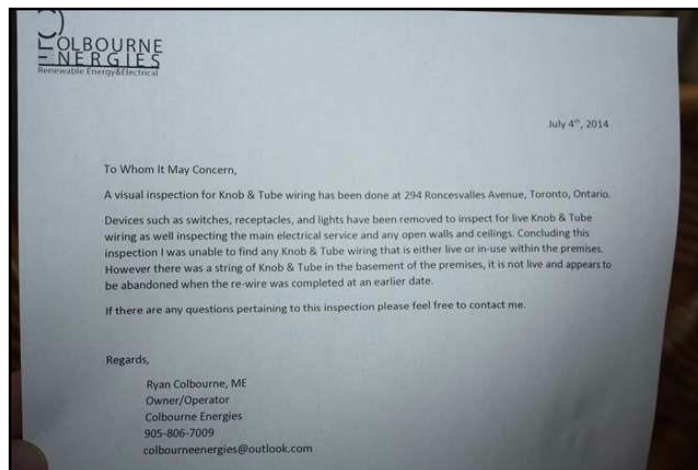 COLBOURNE
ENERGIES
Renewable Energy&Electrical
July 4th, 2014
To Whom It May Concern,
A visual inspection for Knob & Tube wiring has been done at 294 Roncesvalles Avenue, Toronto, Ontario.
Devices such as switches, receptacles, and lights have been removed to inspect for live Knob & Tube
wiring as well inspecting the main electrical service and any open walls and ceilings. Concluding this
inspection I was unable to find any Knob & Tube wiring that is either live or in-use within the premises.
However there was a string of Knob & Tube in the basement of the premises, it is not live and appears to
be abandoned when the re-wire was completed at an earlier date.
If there are any questions pertaining to this inspection please feel free to contact me.
Regards,
Ryan Colbourne, ME
Owner/Operator
Colbourne Energies
905-806-7009
colbourneenergies@outlook.com